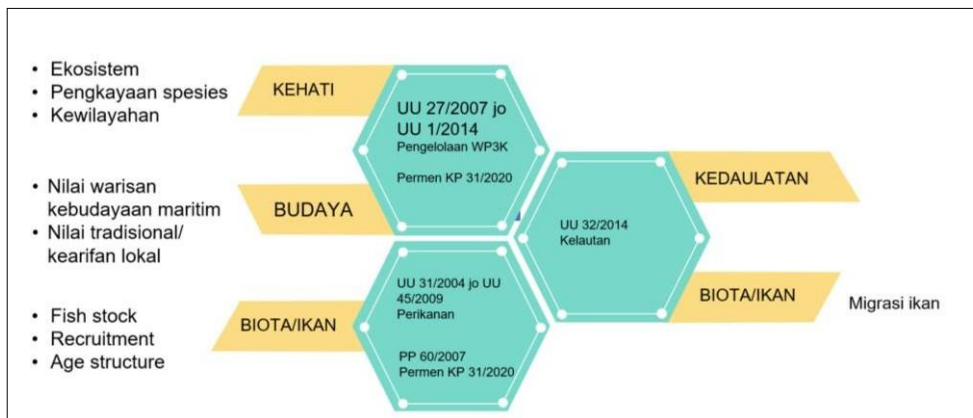 • Ekosistem
• Pengkayaan spesies
• Kewilayahan
KEHATI
UU 27/2007 jo
UU 1/2014
Pengelolaan WP3K
Permen KP 31/2020
• Nilai warisan
kebudayaan maritim
• Nilai tradisional/
kearifan lokal
BUDAYA
• Fish stock
• Recruitment
• Age structure
BIOTA/IKAN
UU 31/2004 jo UU
45/2009
Perikanan
PP 60/2007
Permen KP 31/2020
UU 32/2014
Kelautan
KEDAULATAN
BIOTA/IKAN
Migrasi ikan